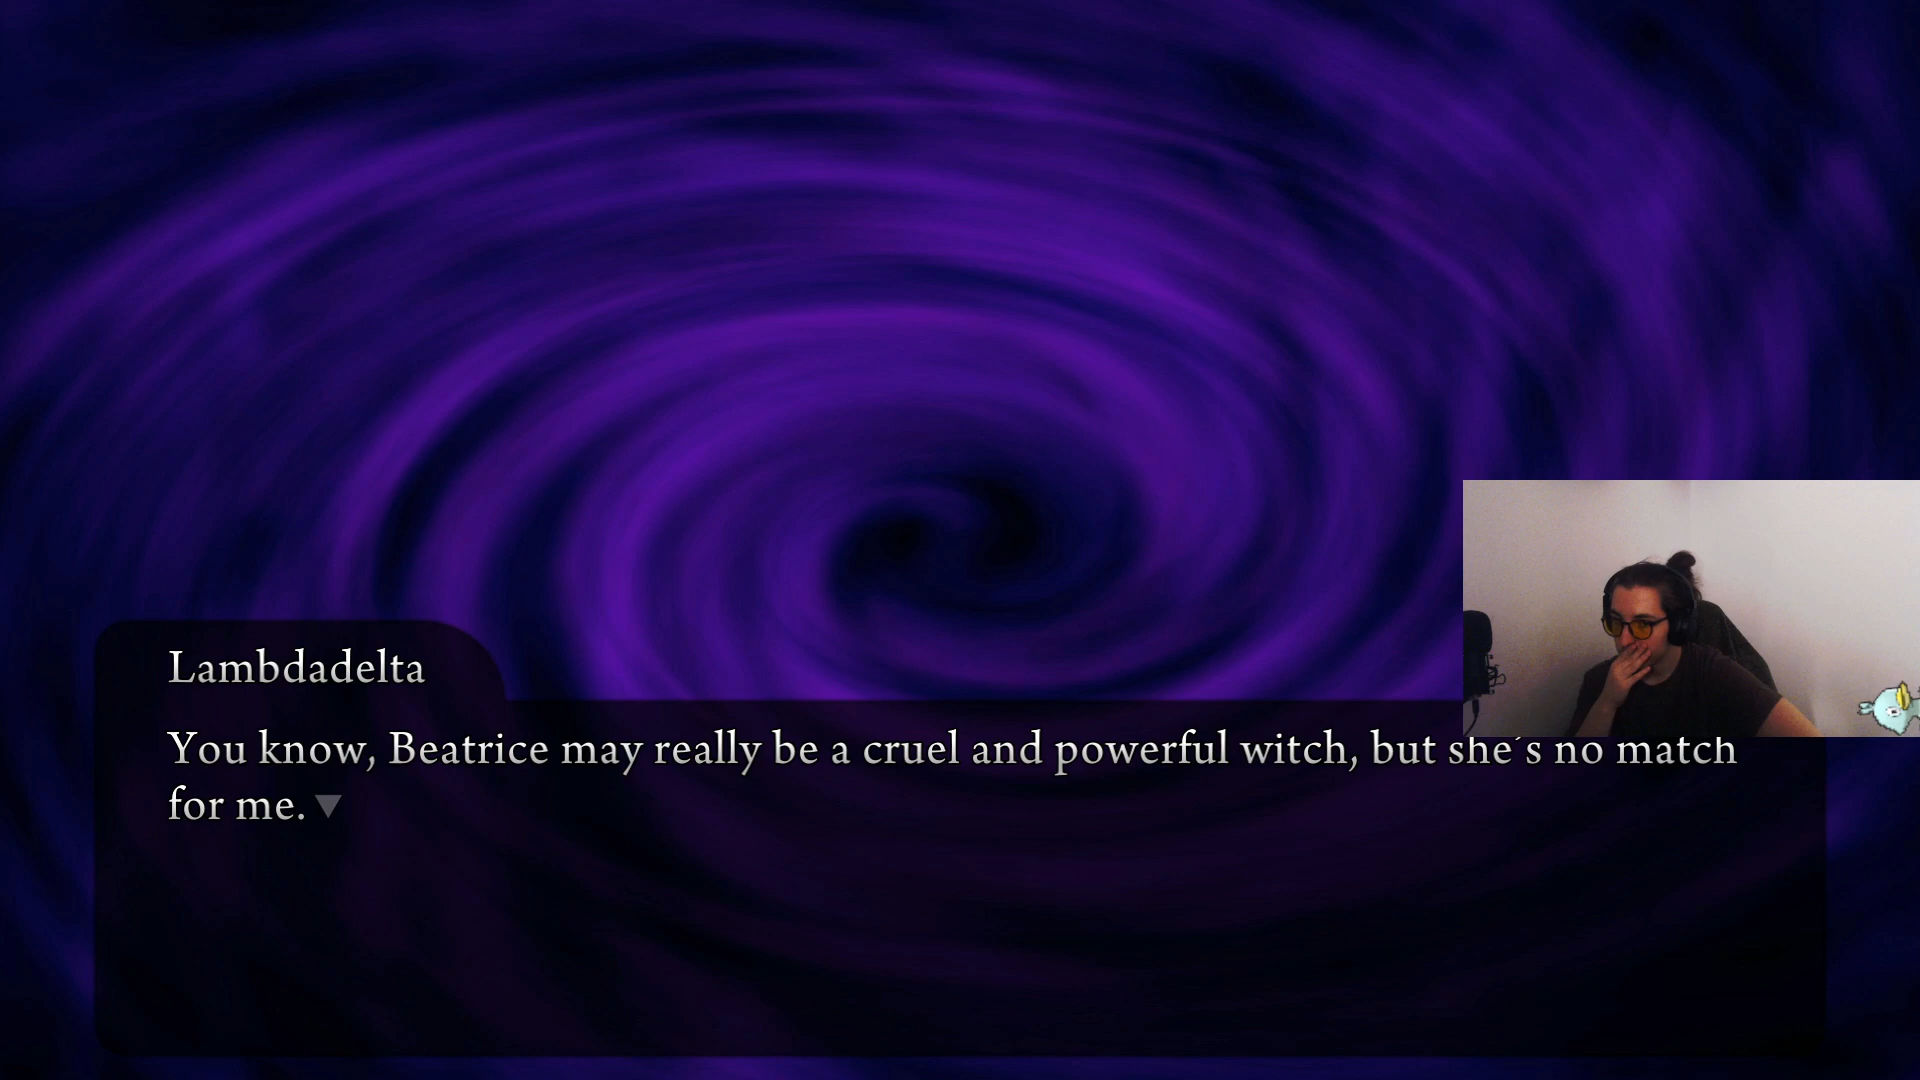 Lambdadelta
You know, Beatrice may really be a cruel and powerful witch, but she´s no match
for me.